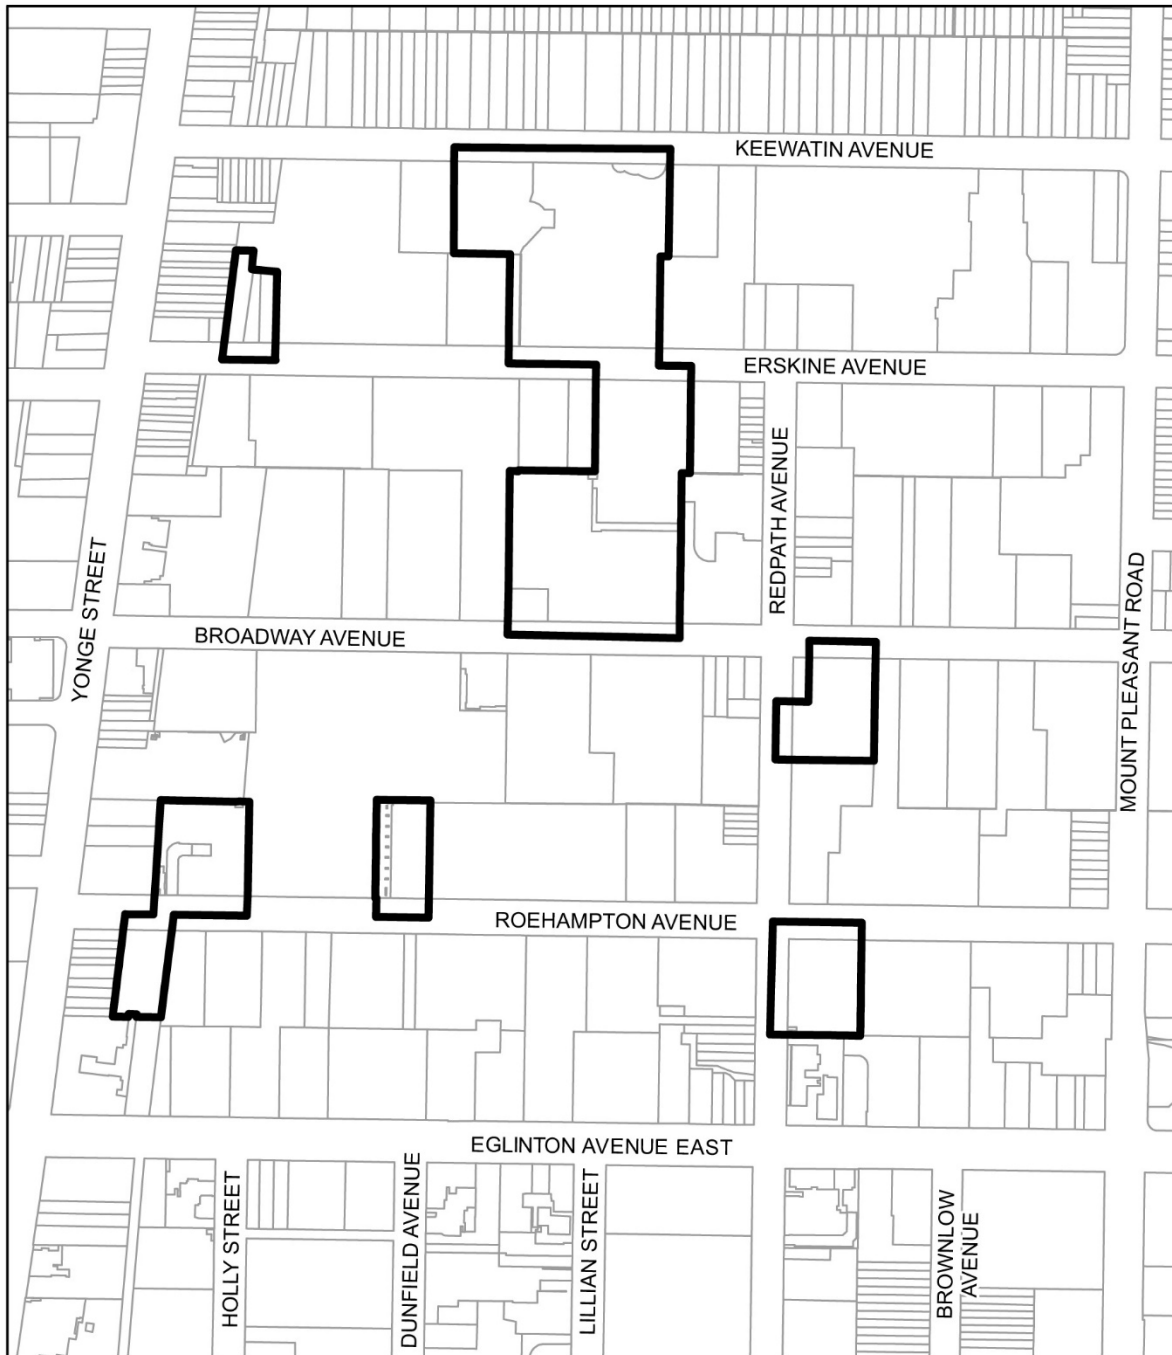 KEEWATIN AVENUE
ERSKINE AVENUE
REDPATH AVENUE
YONGE STREET
BROADWAY AVENUE
MOUNT PLEASANT ROAD
ROEHAMPTON AVENUE
EGLINTON AVENUE EAST
HOLLY STREET
DUNFIELD AVENUE
LILLIAN STREET
BROWNLOW
AVENUE